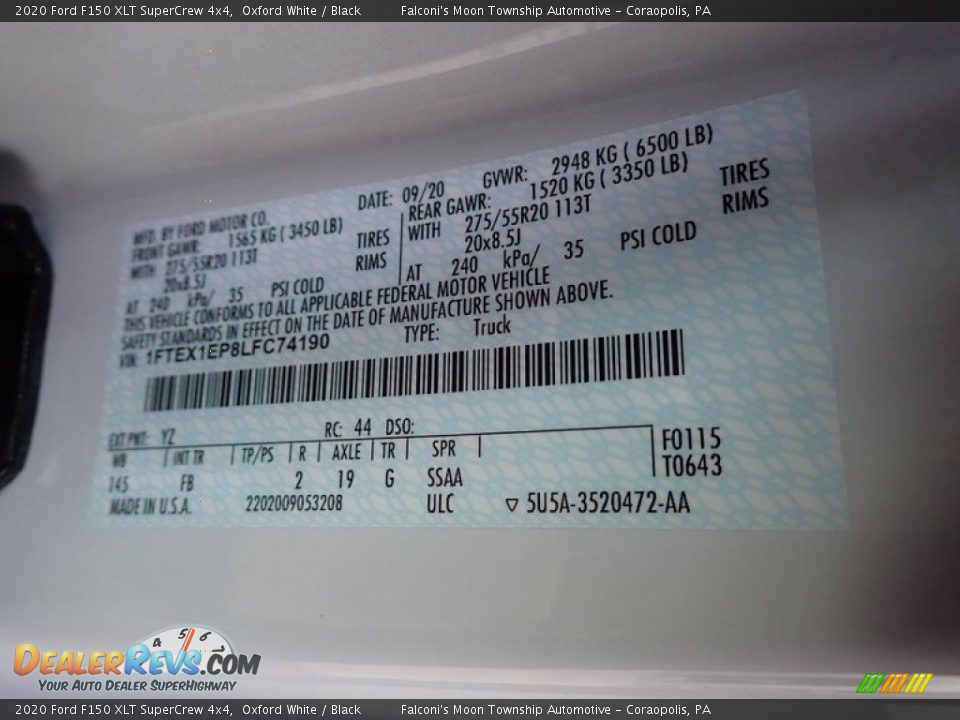 2020 Ford F150 XLT SuperCrew 4x4, Oxford White / Black Falconi's Moon Township Automotive - Coraopolis, PA
MFD. BY FORD MOTOR CO. DATE: 09/20 GVWR: 2948 KG ( 6500 LB)
FRONT GAWR: 1565 KG ( 3450 LB) REAR GAWR: 1520 KG ( 3350 LB)
WITH 275/55R20 113T TIRES WITH 275/55R20 113T TIRES
20x8.5J RIMS 20x8.5J RIMS
AT 240 kPa/ 35 PSI COLD AT 240 kPa/ 35 PSI COLD
THIS VEHICLE CONFORMS TO ALL APPLICABLE FEDERAL MOTOR VEHICLE
SAFETY STANDARDS IN EFFECT ON THE DATE OF MANUFACTURE SHOWN ABOVE.
VIN: 1FTEX1EP8LFC74190 TYPE: Truck
EXT PNT: YZ RC: 44 DSO: F0115
WB INT TR TP/PS R AXLE TR SPR T0643
145 FB 2 19 G SSAA
MADE IN U.S.A. 2202009053208 ULC ▽ 5U5A-3520472-AA
4 5 6
DEALERREVS.COM
YOUR AUTO DEALER SUPERHIGHWAY
2020 Ford F150 XLT SuperCrew 4x4, Oxford White / Black Falconi's Moon Township Automotive - Coraopolis, PA